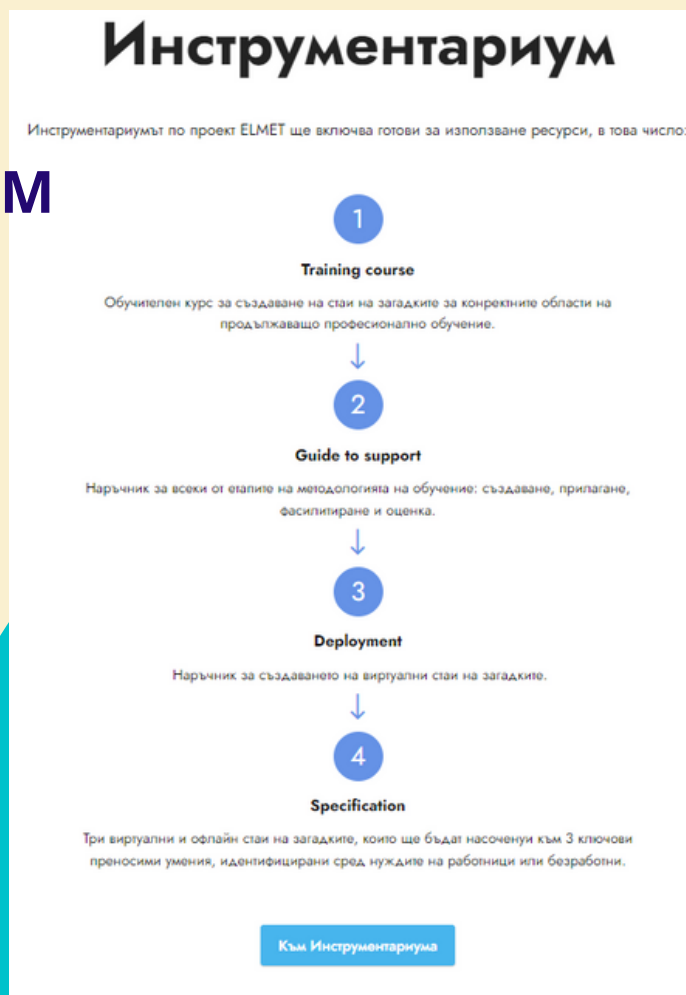 Инструментариум
Инструментариумът по проект ELMET ще включва готови за използване ресурси, в това число:
М
1
Training course
Обучителен курс за създаване на стаи на загадките за конректните области на
продължаващо професионално обучение.
↓
2
Guide to support
Наръчник за всеки от етапите на методологията на обучение: създаване, прилагане,
фасилитиране и оценка.
↓
3
Deployment
Наръчник за създаването на виртуални стаи на загадките.
↓
4
Specification
Три виртуални и офлайн стаи на загадките, които ще бъдат насоченуи към 3 ключови
преносими умения, идентифицирани сред нуждите на работници или безработни.
Към Инструментариума